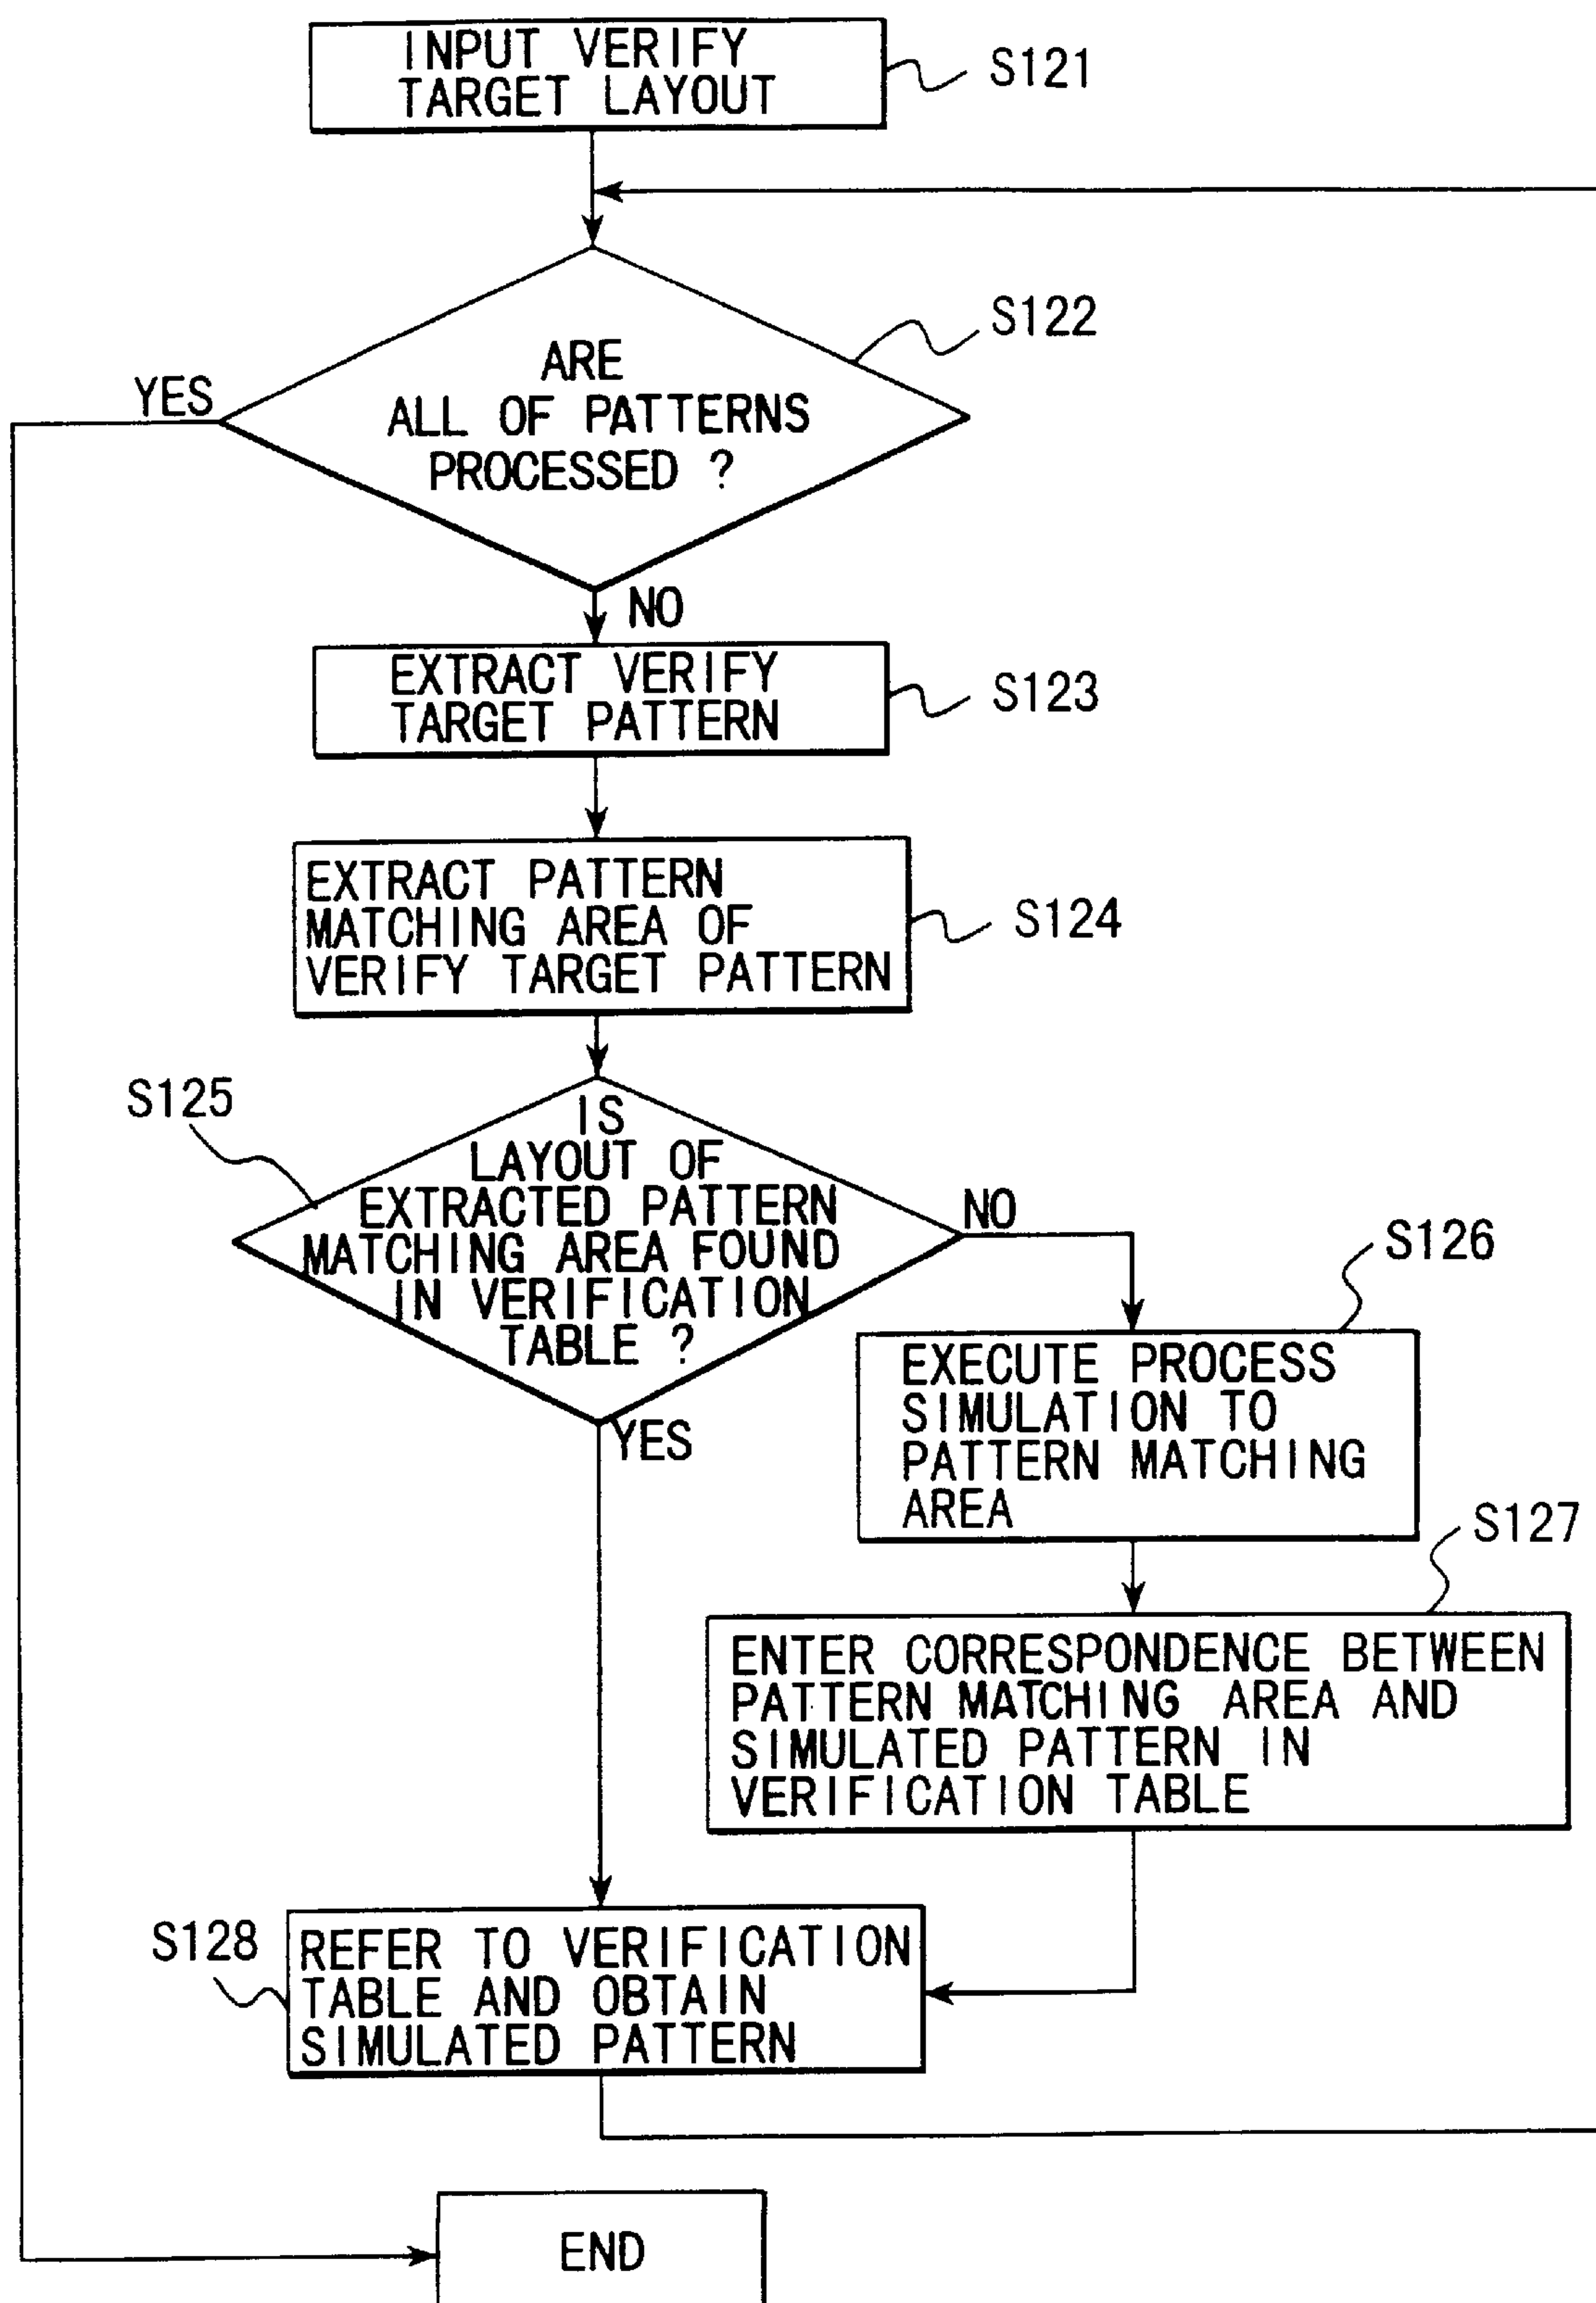 INPUT VERIFY
TARGET LAYOUT
S121
S122
ARE
ALL OF PATTERNS
PROCESSED ?
YES
NO
EXTRACT VERIFY
TARGET PATTERN
S123
EXTRACT PATTERN
MATCHING AREA OF
VERIFY TARGET PATTERN
S124
S125
IS
LAYOUT OF
EXTRACTED PATTERN
MATCHING AREA FOUND
IN VERIFICATION
TABLE ?
NO
YES
S126
EXECUTE PROCESS
SIMULATION TO
PATTERN MATCHING
AREA
S127
ENTER CORRESPONDENCE BETWEEN
PATTERN MATCHING AREA AND
SIMULATED PATTERN IN
VERIFICATION TABLE
S128
REFER TO VERIFICATION
TABLE AND OBTAIN
SIMULATED PATTERN
END